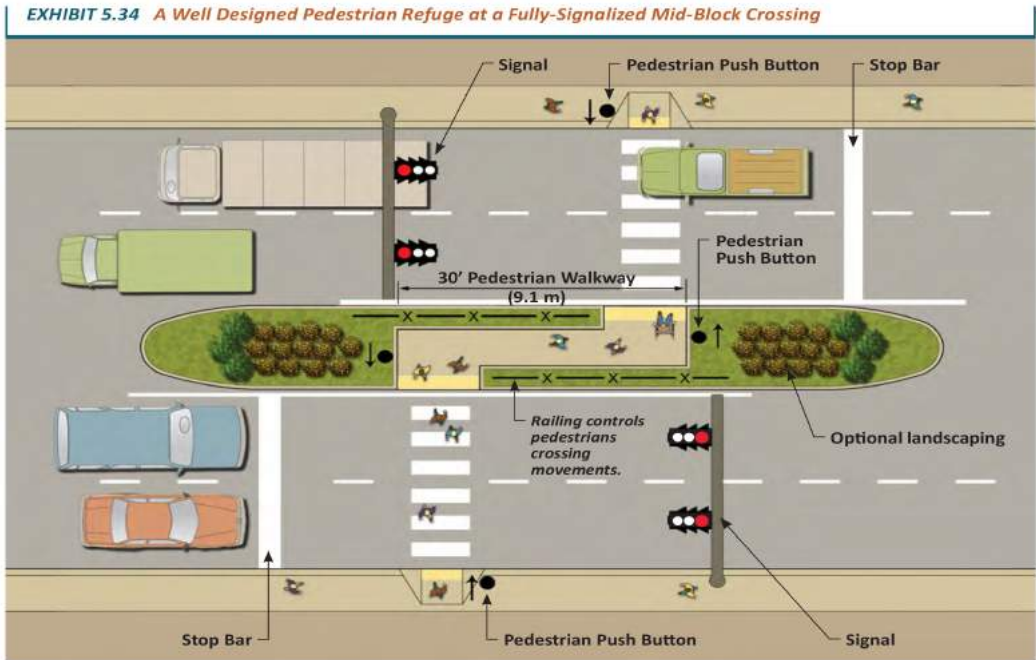 EXHIBIT 5.34 A Well Designed Pedestrian Refuge at a Fully-Signalized Mid-Block Crossing
Signal
Pedestrian Push Button
Stop Bar
Pedestrian
Push Button
30' Pedestrian Walkway
(9.1 m)
X X X
X X X
Railing controls
pedestrians
crossing
movements.
Optional landscaping
Stop Bar
Pedestrian Push Button
Signal